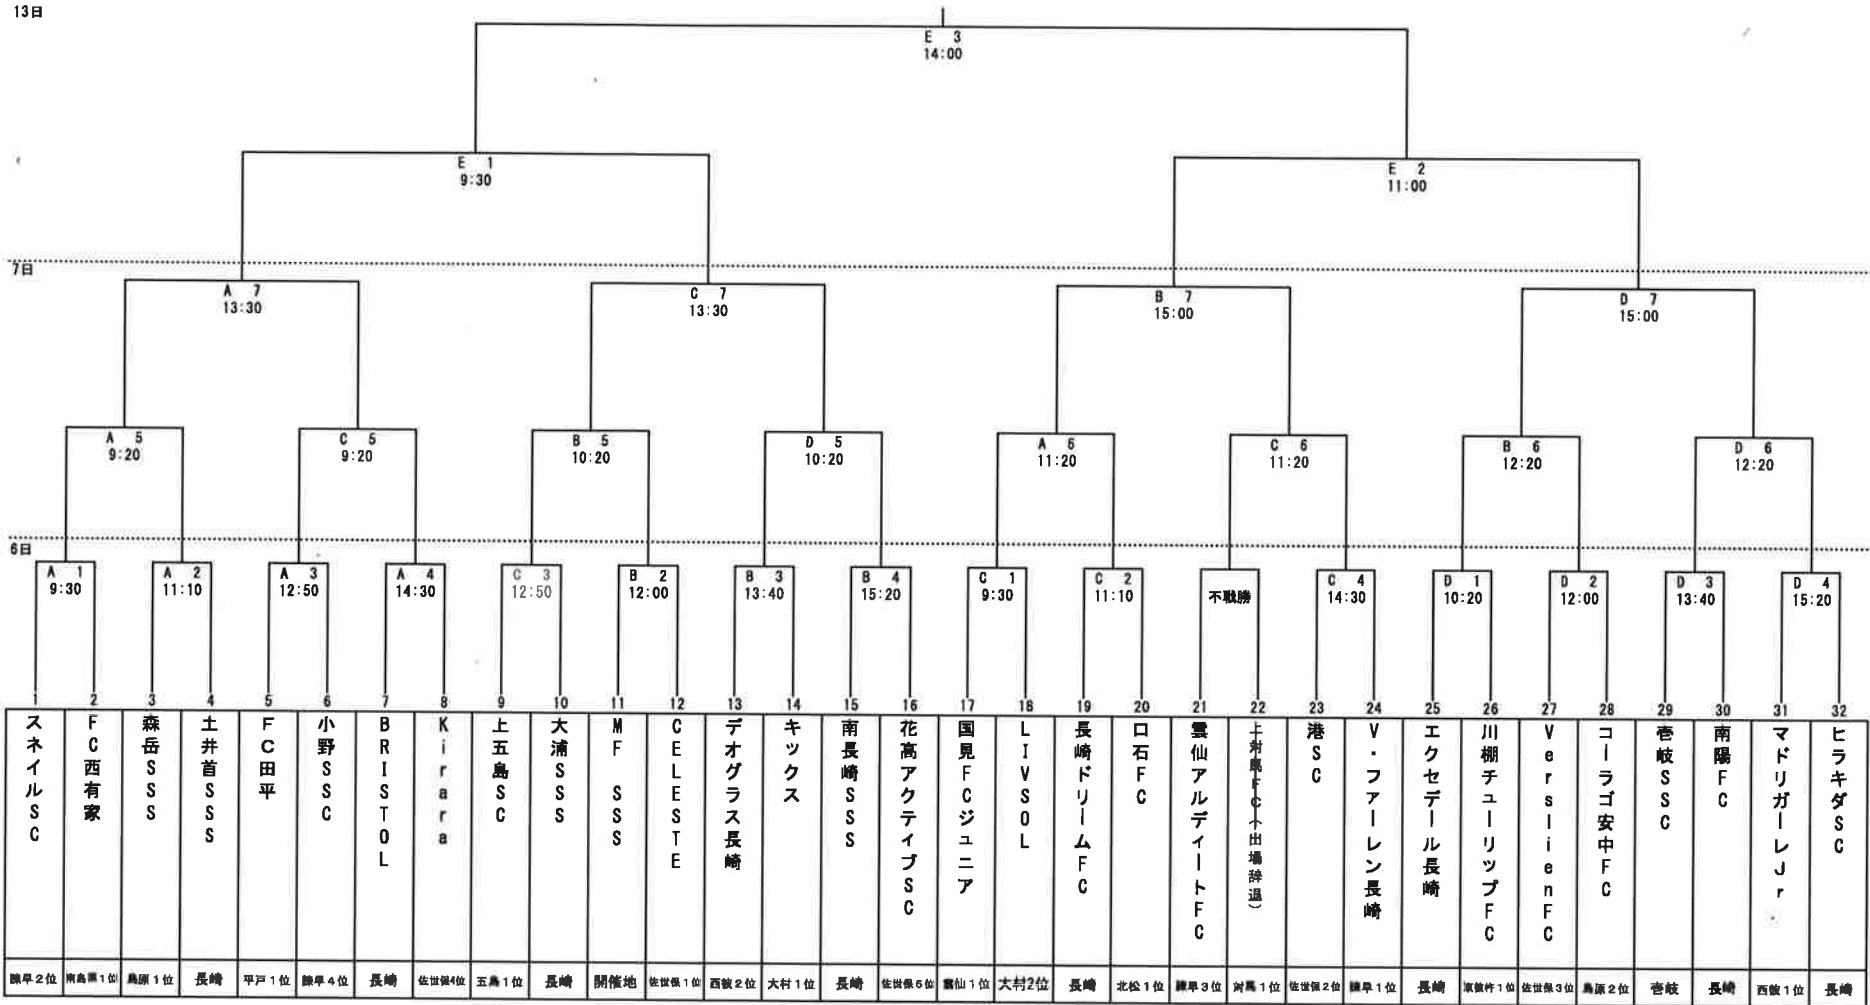 13日
E 3
14:00
E 1
9:30
E 2
11:00
7日
A 7
13:30
C 7
13:30
B 7
15:00
D 7
15:00
A 5
9:20
C 5
9:20
B 5
10:20
D 5
10:20
A 6
11:20
C 6
11:20
B 6
12:20
D 6
12:20
6日
A 1
9:30
A 2
11:10
A 3
12:50
A 4
14:30
C 3
12:50
B 2
12:00
B 3
13:40
B 4
15:20
C 1
9:30
C 2
11:10
不戦勝
C 4
14:30
D 1
10:20
D 2
12:00
D 3
13:40
D 4
15:20
1 2 3 4 5 6 7 8 9 10 11 12 13 14 15 16 17 18 19 20 21 22 23 24 25 26 27 28 29 30 31 32
スネイルSC
FC西有家
森岳SSS
土井首SSS
FC田平
小野SSC
BRISTOL
Kirara
上五島SC
大浦SSS
MF SSS
CELESTE
デオグラス長崎
キックス
南長崎SSS
花高アクティブSC
国見FCジュニア
LIVSOL
長崎ドリームFC
口石FC
雲仙アルディートFC
上対馬FC(出場辞退)
港SC
V・ファーレン長崎
エクセデール長崎
川棚チューリップFC
VerslienFC
コーラゴ安中FC
壱岐SSC
南陽FC
マドリガーレJr
ヒラキダSC
諫早2位
南島原1位
島原1位
長崎
平戸1位
諫早4位
長崎
佐世保4位
五島1位
長崎
開催地
佐世保1位
西彼2位
大村1位
長崎
佐世保5位
雲仙1位
大村2位
長崎
北松1位
諫早3位
対馬1位
佐世保2位
諫早1位
長崎
東彼杵1位
佐世保3位
島原2位
壱岐
長崎
西彼1位
長崎